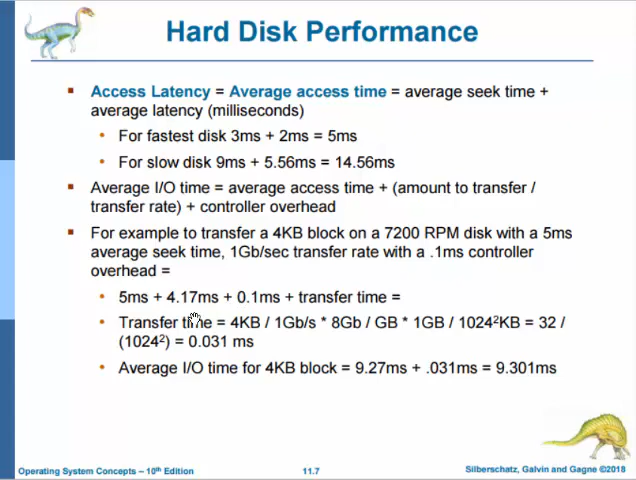 Hard Disk Performance
Access Latency = Average access time = average seek time +
average latency (milliseconds)
For fastest disk 3ms + 2ms = 5ms
For slow disk 9ms + 5.56ms = 14.56ms
Average I/O time = average access time + (amount to transfer /
transfer rate) + controller overhead
For example to transfer a 4KB block on a 7200 RPM disk with a 5ms
average seek time, 1Gb/sec transfer rate with a .1ms controller
overhead =
5ms + 4.17ms + 0.1ms + transfer time =
Transfer time = 4KB / 1Gb/s * 8Gb / GB * 1GB / 1024²KB = 32 /
(1024²) = 0.031 ms
Average I/O time for 4KB block = 9.27ms + .031ms = 9.301ms
Operating System Concepts – 10th Edition
11.7
Silberschatz, Galvin and Gagne ©2018